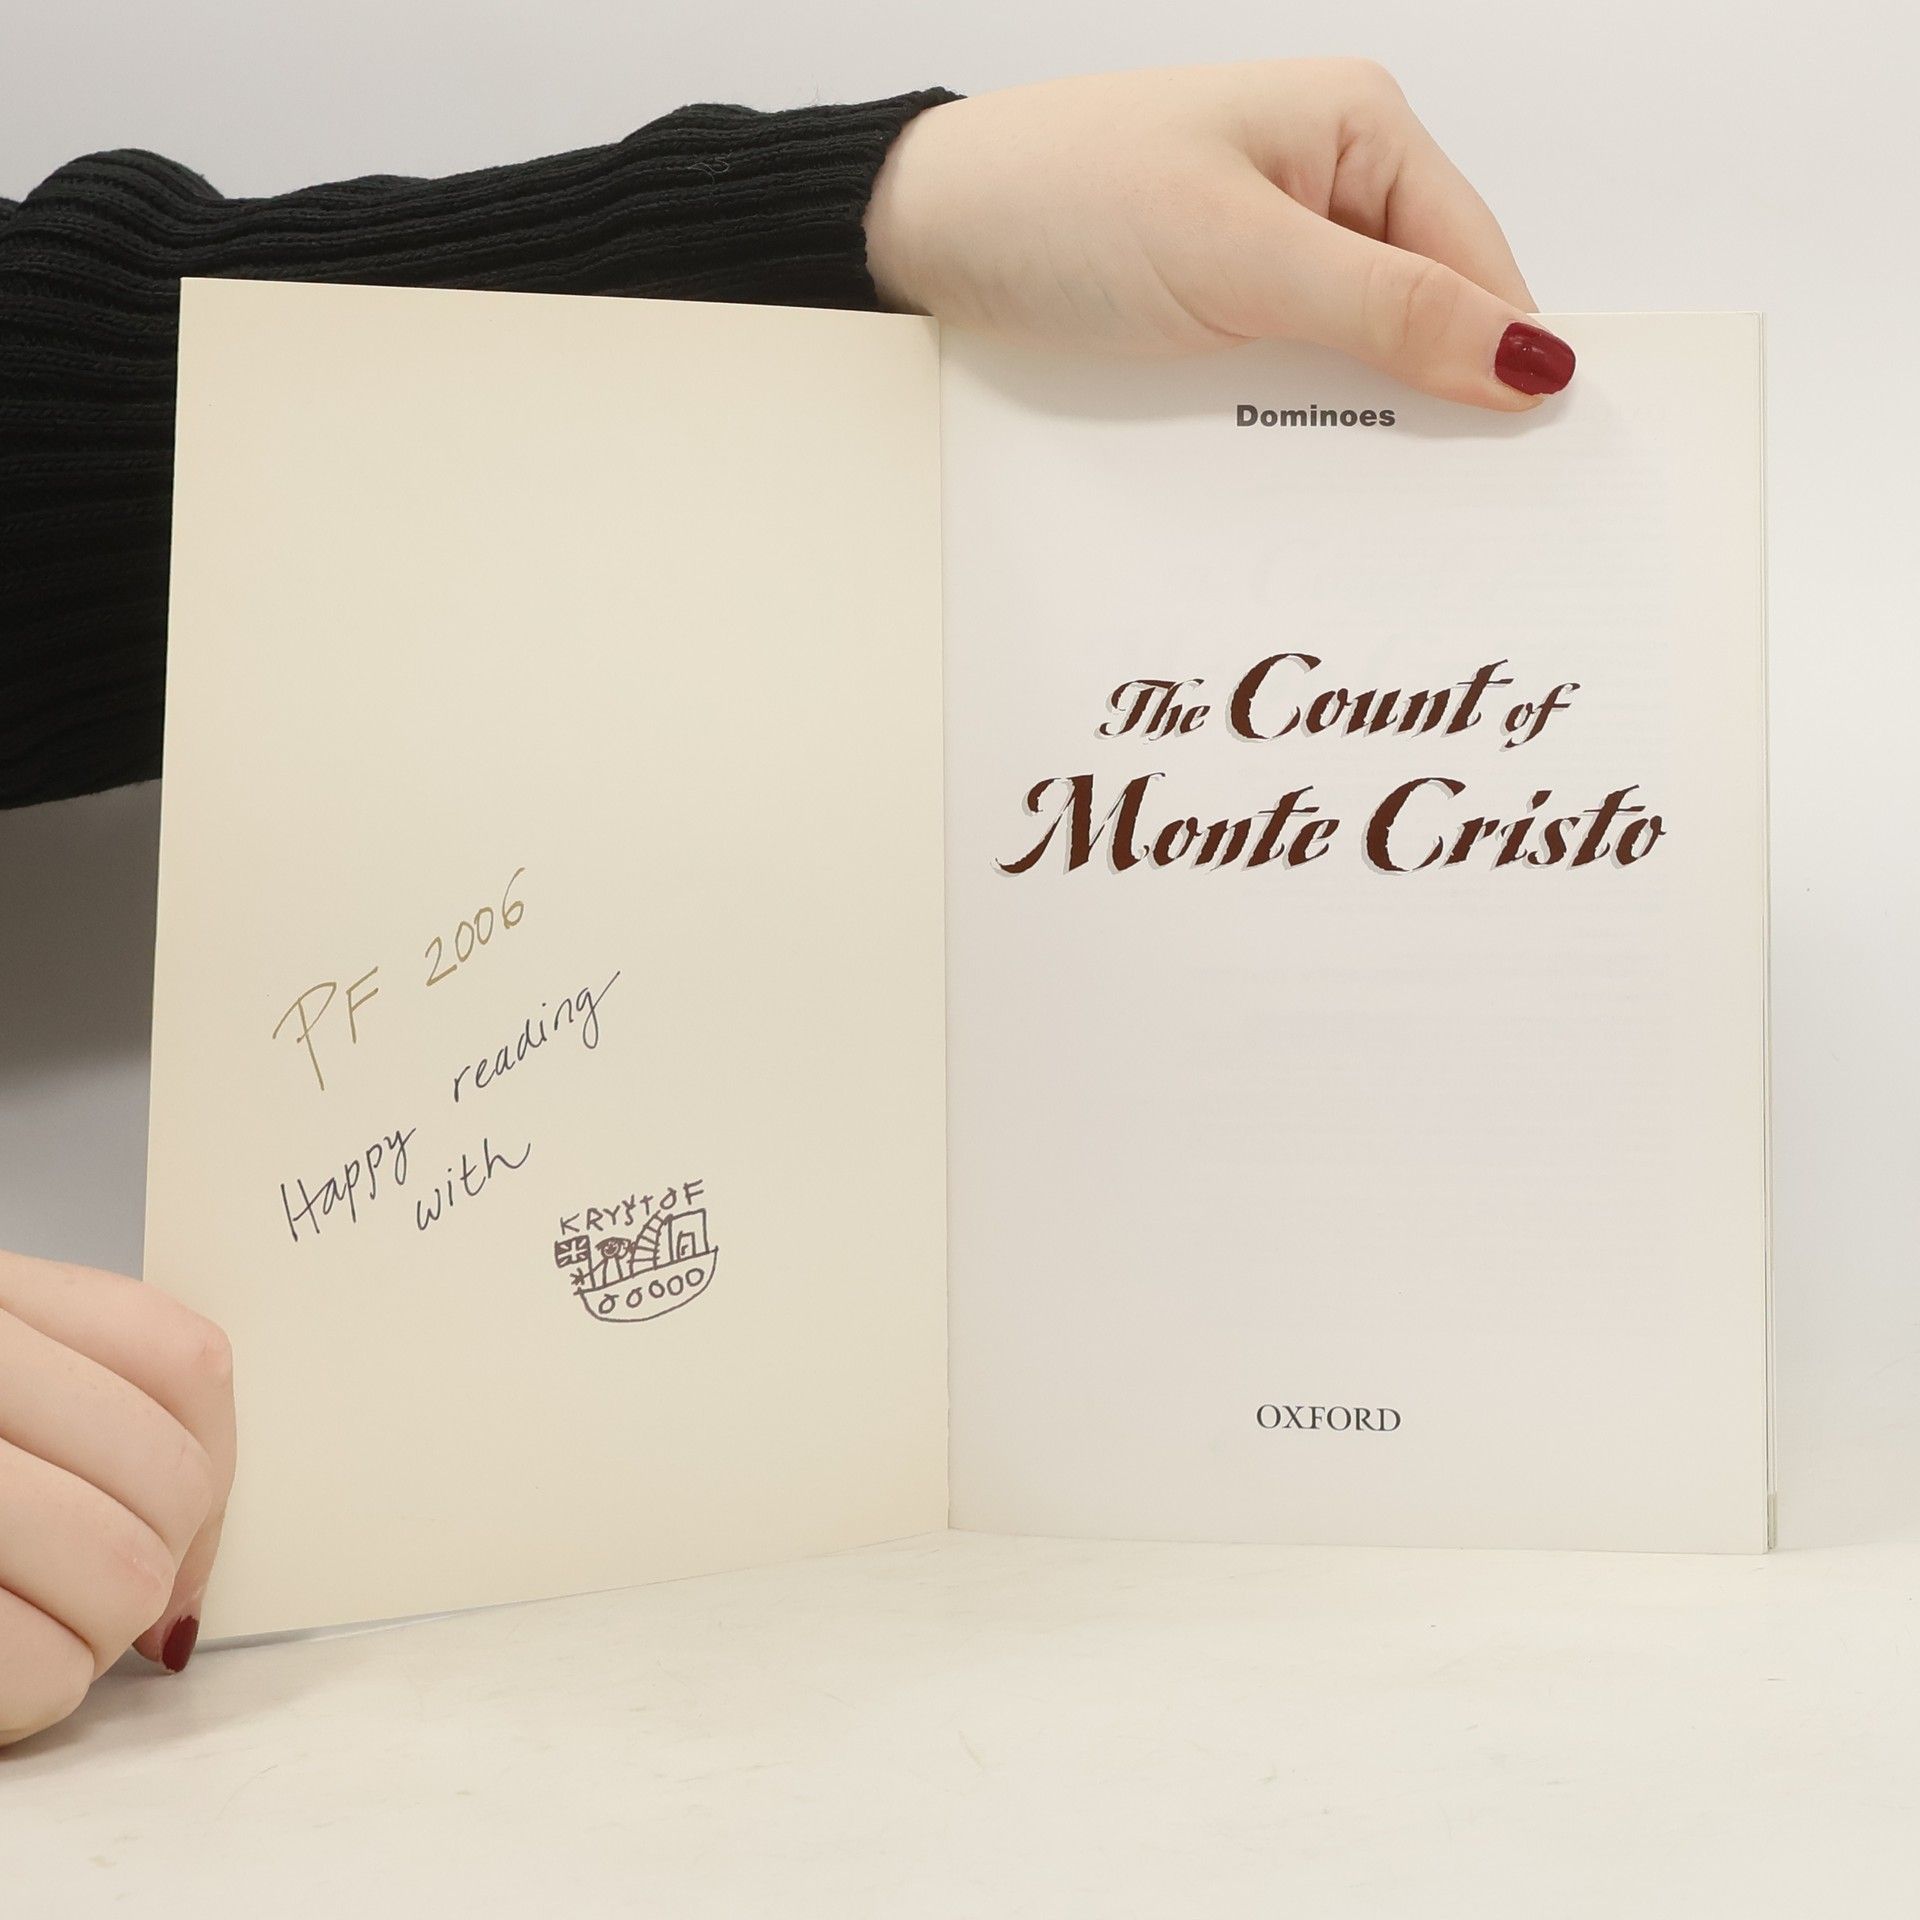 PF 2006
Happy reading
with
KRYŠTOF
Dominoes
The Count of
Monte Cristo
OXFORD